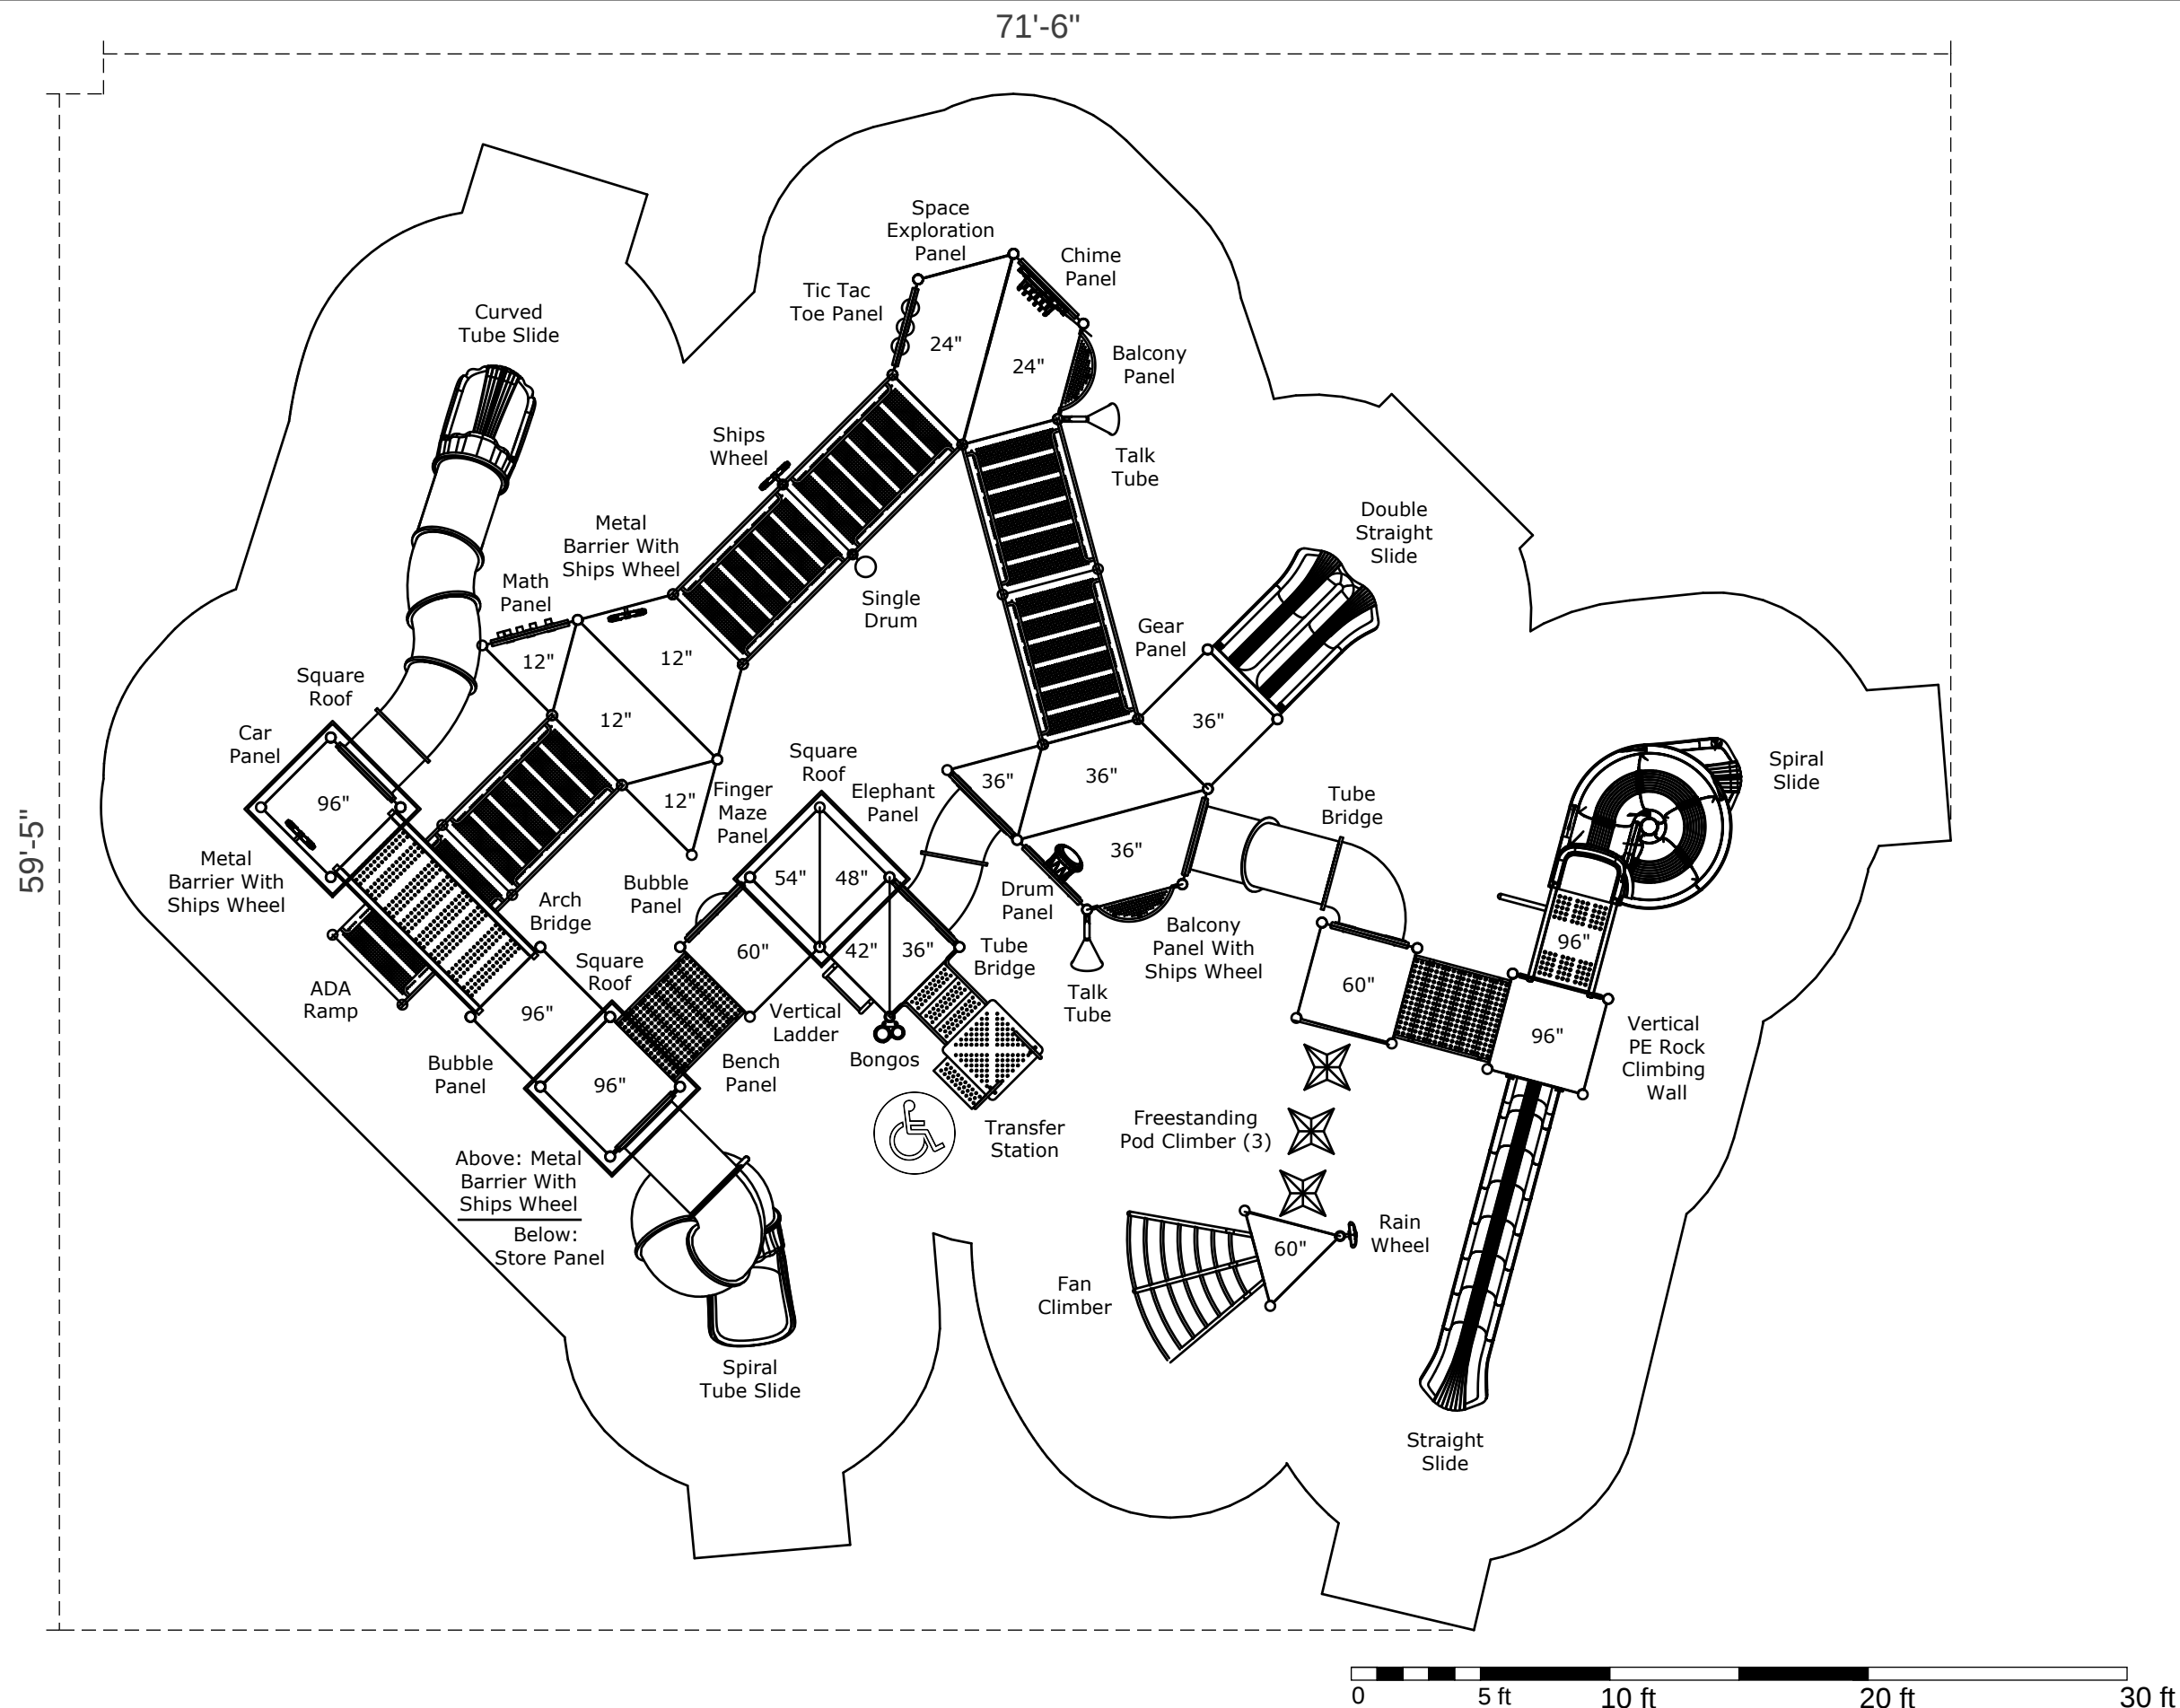 71'-6"
59'-5"
Space
Exploration
Panel
Chime
Panel
Tic Tac
Toe Panel
24"
24"
Balcony
Panel
Talk
Tube
Curved
Tube Slide
Ships
Wheel
Metal
Barrier With
Ships Wheel
Math
Panel
12"
12"
12"
12"
Single
Drum
Double
Straight
Slide
Gear
Panel
36"
36"
36"
36"
Square
Roof
Car
Panel
96"
Metal
Barrier With
Ships Wheel
Finger
Maze
Panel
Square
Roof
Elephant
Panel
54"
48"
42"
36"
60"
Bubble
Panel
Arch
Bridge
Square
Roof
ADA
Ramp
96"
Bubble
Panel
96"
Bench
Panel
Vertical
Ladder
Bongos
Tube
Bridge
Transfer
Station
Drum
Panel
Talk
Tube
Balcony
Panel With
Ships Wheel
Tube
Bridge
Spiral
Slide
96"
60"
96"
Vertical
PE Rock
Climbing
Wall
Freestanding
Pod Climber (3)
Above: Metal
Barrier With
Ships Wheel
Below:
Store Panel
Spiral
Tube Slide
60"
Rain
Wheel
Fan
Climber
Straight
Slide
0
5 ft
10 ft
20 ft
30 ft